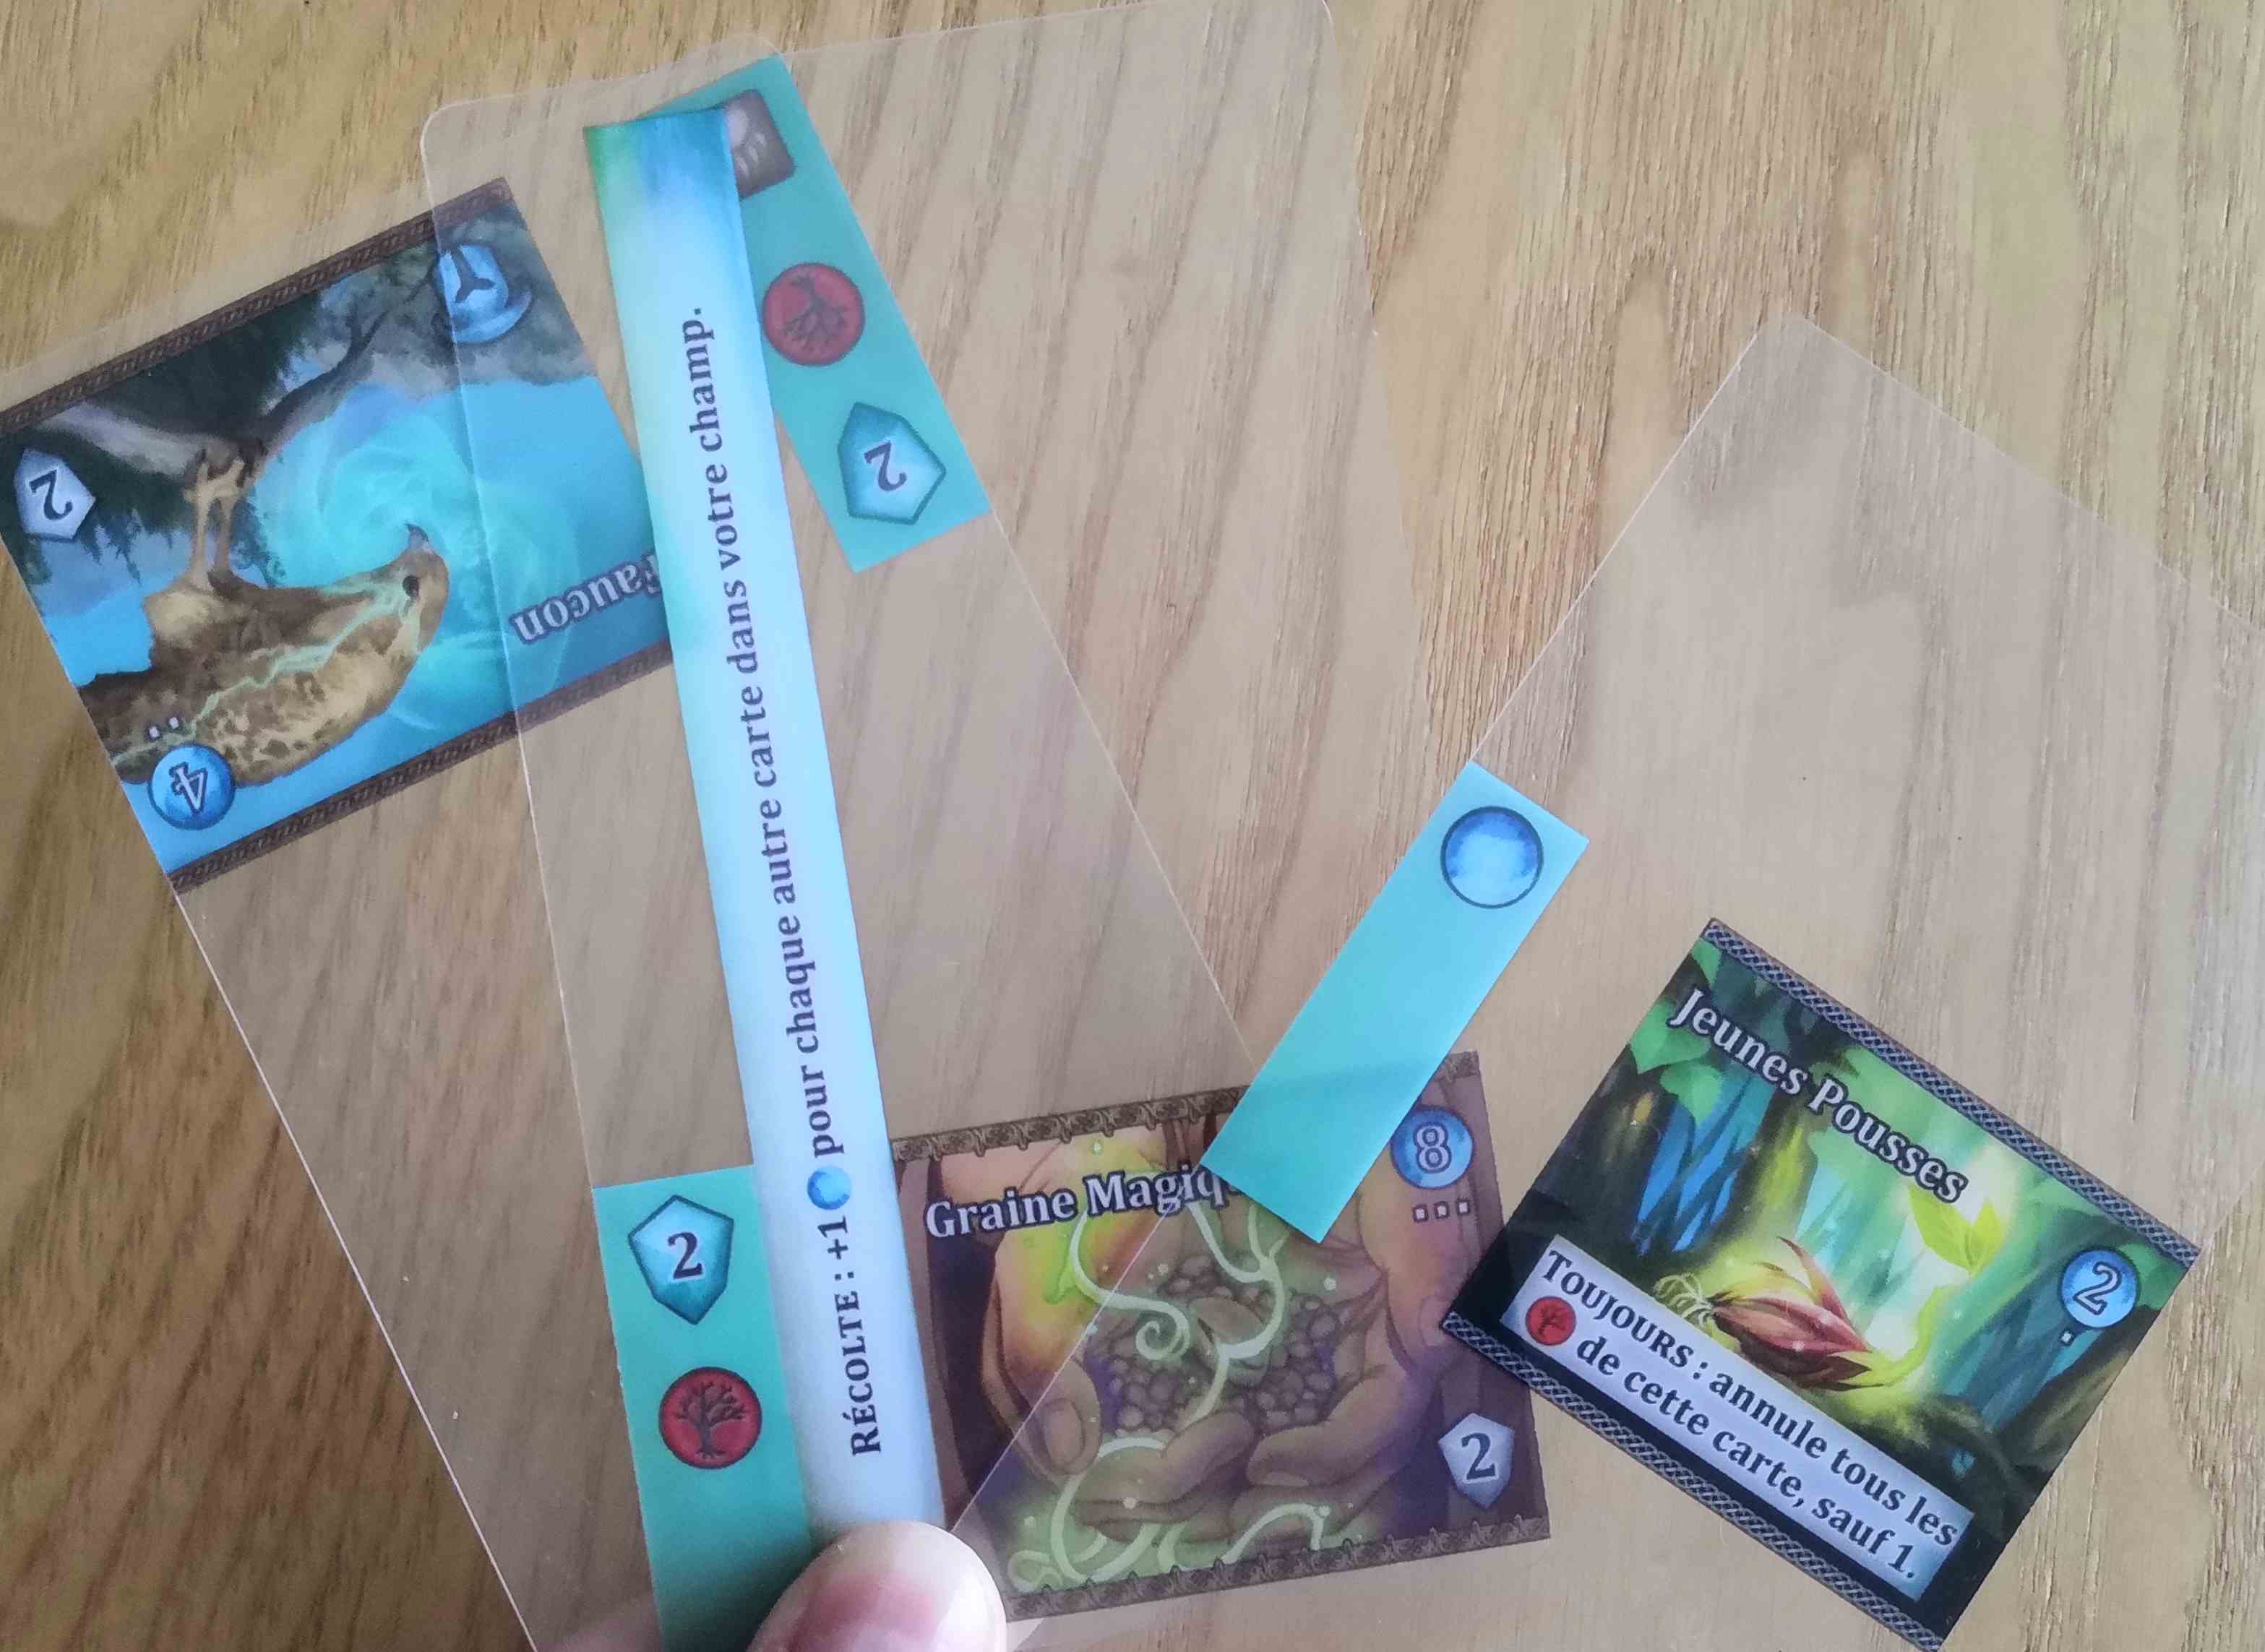 2
Faucon
4
2
RÉCOLTE : +1 pour chaque autre carte dans votre champ.
2
Graine
8
2
Jeunes Pousses
2
TOUJOURS : annule tous les
de cette carte, sauf 1.